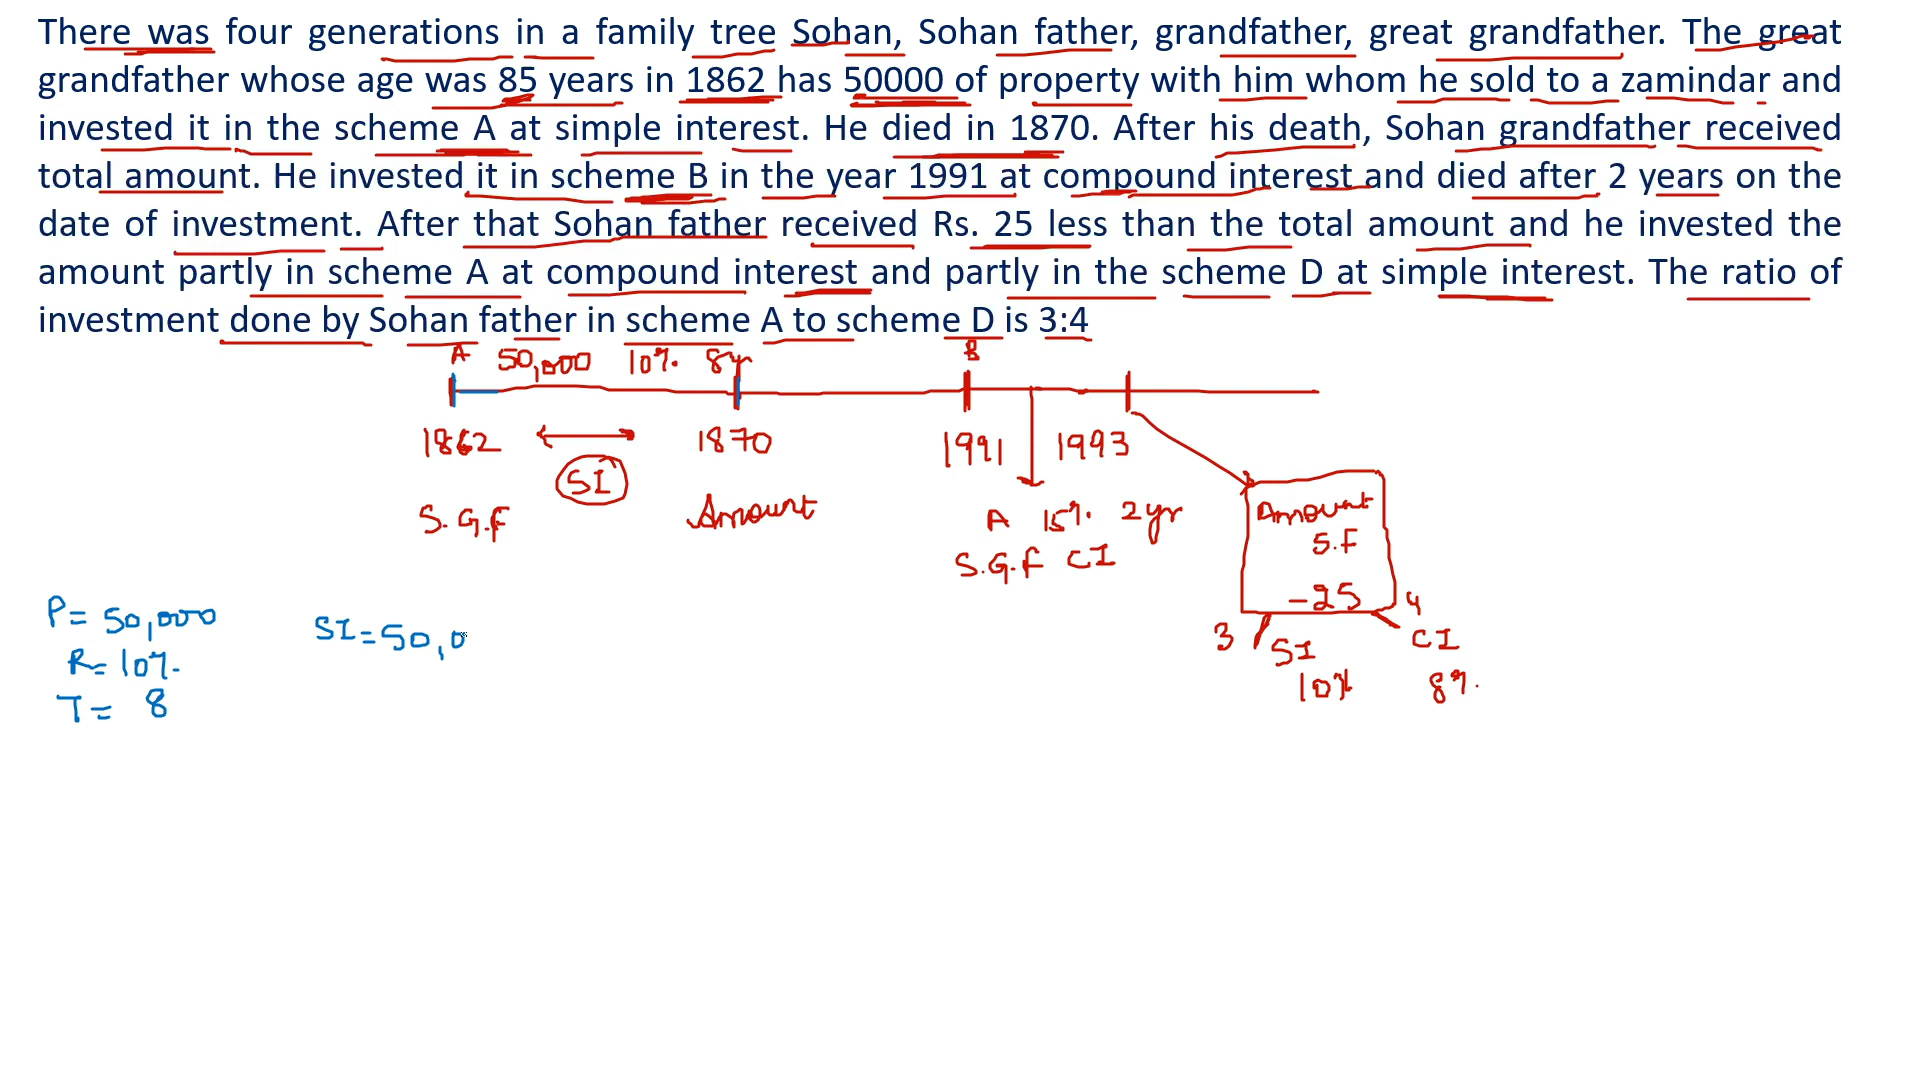 There was four generations in a family tree Sohan, Sohan father, grandfather, great grandfather. The great
grandfather whose age was 85 years in 1862 has 50000 of property with him whom he sold to a zamindar and
invested it in the scheme A at simple interest. He died in 1870. After his death, Sohan grandfather received
total amount. He invested it in scheme B in the year 1991 at compound interest and died after 2 years on the
date of investment. After that Sohan father received Rs. 25 less than the total amount and he invested the
amount partly in scheme A at compound interest and partly in the scheme D at simple interest. The ratio of
investment done by Sohan father in scheme A to scheme D is 3:4
A 50,000 10% 8yr B
1862 1870 1991 1993
SI
S.G.F Amount A 15% 2yr Amount
S.F
S.G.F CI
-25
P= 50,000 SI=50,0 3 SI 4 CI
R= 10% 10% 8%
T= 8